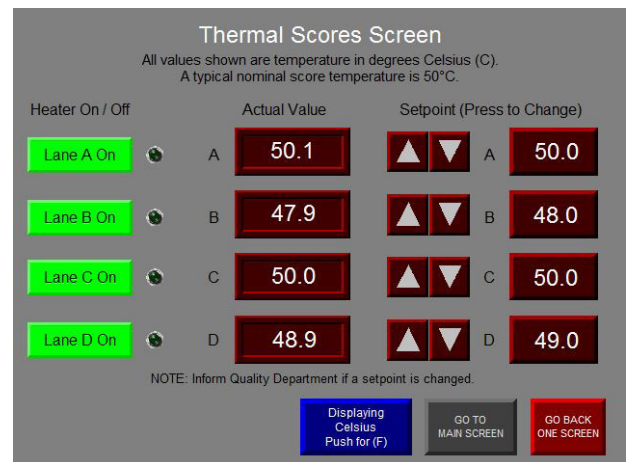 Thermal Scores Screen
All values shown are temperature in degrees Celsius (C).
A typical nominal score temperature is 50°C.
Heater On / Off Actual Value Setpoint (Press to Change)
Lane A On A 50.1 A 50.0
Lane B On B 47.9 B 48.0
Lane C On C 50.0 C 50.0
Lane D On D 48.9 D 49.0
NOTE: Inform Quality Department if a setpoint is changed.
Displaying
Celsius
Push for (F)
GO TO
MAIN SCREEN
GO BACK
ONE SCREEN